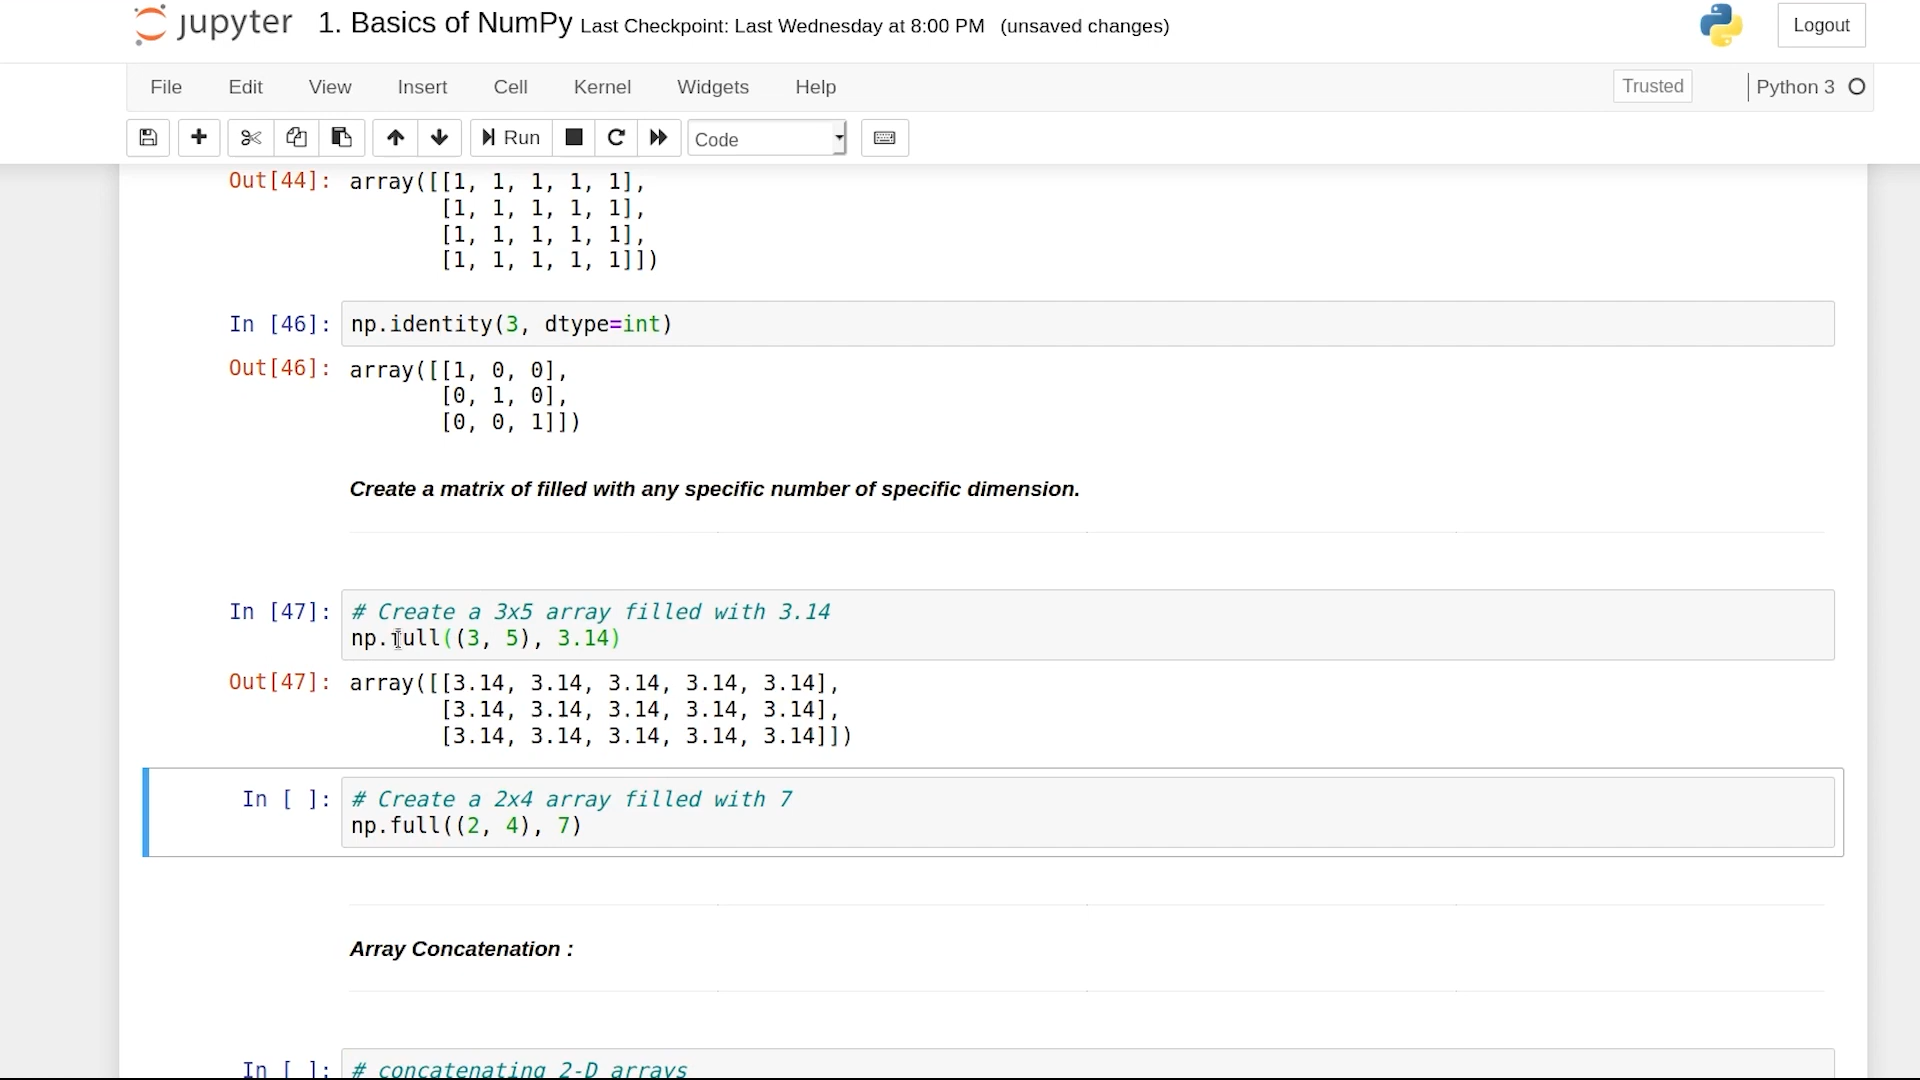 jupyter 1. Basics of NumPy Last Checkpoint: Last Wednesday at 8:00 PM (unsaved changes) Logout
File Edit View Insert Cell Kernel Widgets Help Trusted Python 3
Run Code
Out[44]: array([[1, 1, 1, 1, 1],
[1, 1, 1, 1, 1],
[1, 1, 1, 1, 1],
[1, 1, 1, 1, 1]])
In [46]: np.identity(3, dtype=int)
Out[46]: array([[1, 0, 0],
[0, 1, 0],
[0, 0, 1]])
Create a matrix of filled with any specific number of specific dimension.
In [47]: # Create a 3x5 array filled with 3.14
np.full((3, 5), 3.14)
Out[47]: array([[3.14, 3.14, 3.14, 3.14, 3.14],
[3.14, 3.14, 3.14, 3.14, 3.14],
[3.14, 3.14, 3.14, 3.14, 3.14]])
In [ ]: # Create a 2x4 array filled with 7
np.full((2, 4), 7)
Array Concatenation :
In [ ]: # concatenating 2-D arrays